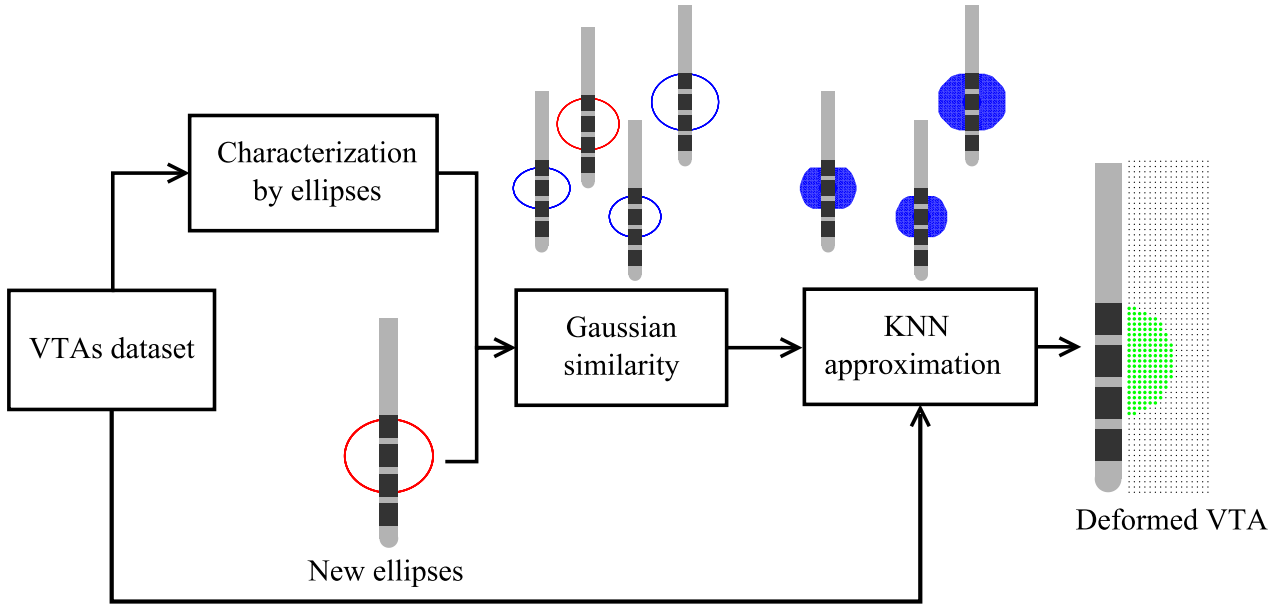 Characterization
by ellipses
VTAs dataset
Gaussian
similarity
KNN
approximation
New ellipses
Deformed VTA